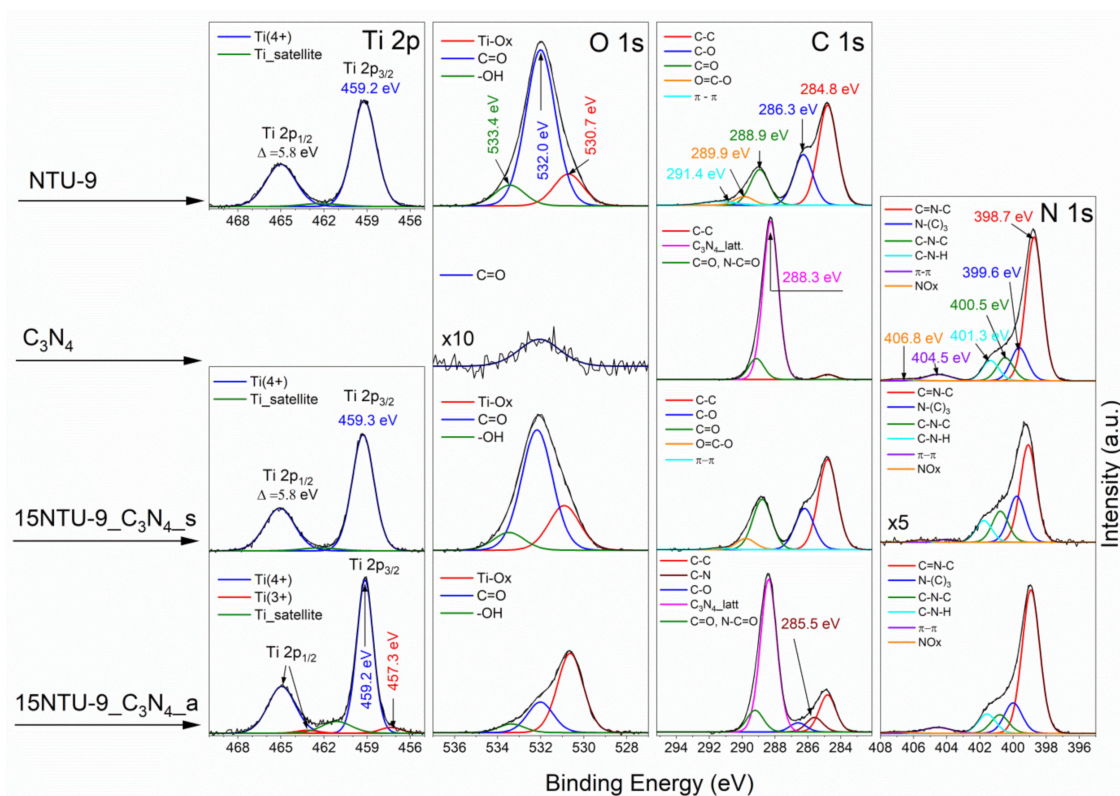 Ti 2p
Ti(4+)
Ti_satellite
Ti 2p3/2
459.2 eV
Ti 2p1/2
Δ =5.8 eV
468 465 462 459 456
O 1s
Ti-Ox
C=O
-OH
533.4 eV
532.0 eV
530.7 eV
C 1s
C-C
C-O
C=O
O=C-O
π - π
284.8 eV
286.3 eV
288.9 eV
289.9 eV
291.4 eV
NTU-9
C=O
x10
C-C
C3N4_latt.
C=O, N-C=O
288.3 eV
N 1s
C=N-C
N-(C)3
C-N-C
C-N-H
π-π
NOx
398.7 eV
399.6 eV
400.5 eV
401.3 eV
404.5 eV
406.8 eV
C3N4
Ti(4+)
Ti_satellite
Ti 2p3/2
459.3 eV
Ti 2p1/2
Δ =5.8 eV
Ti-Ox
C=O
-OH
C-C
C-O
C=O
O=C-O
π−π
C=N-C
N-(C)3
C-N-C
C-N-H
π−π
NOx
x5
15NTU-9_C3N4_s
Ti(4+)
Ti(3+)
Ti_satellite
Ti 2p3/2
Ti 2p1/2
459.2 eV
457.3 eV
468 465 462 459 456
Ti-Ox
C=O
-OH
536 532 528
C-C
C-N
C-O
C3N4_latt
C=O, N-C=O
285.5 eV
294 292 290 288 286 284
C=N-C
N-(C)3
C-N-C
C-N-H
π−π
NOx
408 406 404 402 400 398 396
15NTU-9_C3N4_a
Intensity (a.u.)
Binding Energy (eV)